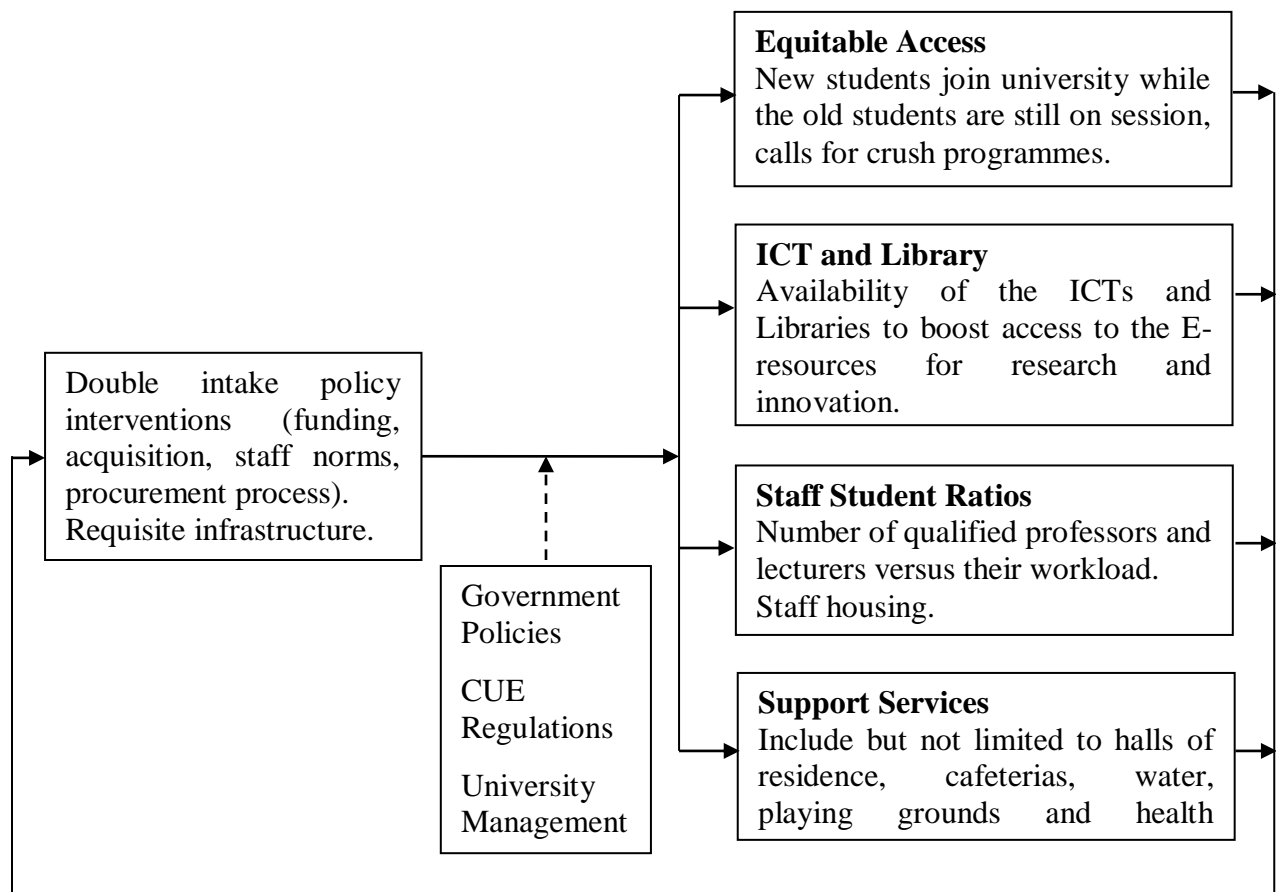 Equitable Access
New students join university while
the old students are still on session,
calls for crush programmes.
ICT and Library
Availability of the ICTs and
Libraries to boost access to the E-
resources for research and
innovation.
Double intake policy
interventions (funding,
acquisition, staff norms,
procurement process).
Requisite infrastructure.
Staff Student Ratios
Number of qualified professors and
lecturers versus their workload.
Staff housing.
Government
Policies
CUE
Regulations
University
Management
Support Services
Include but not limited to halls of
residence, cafeterias, water,
playing grounds and health